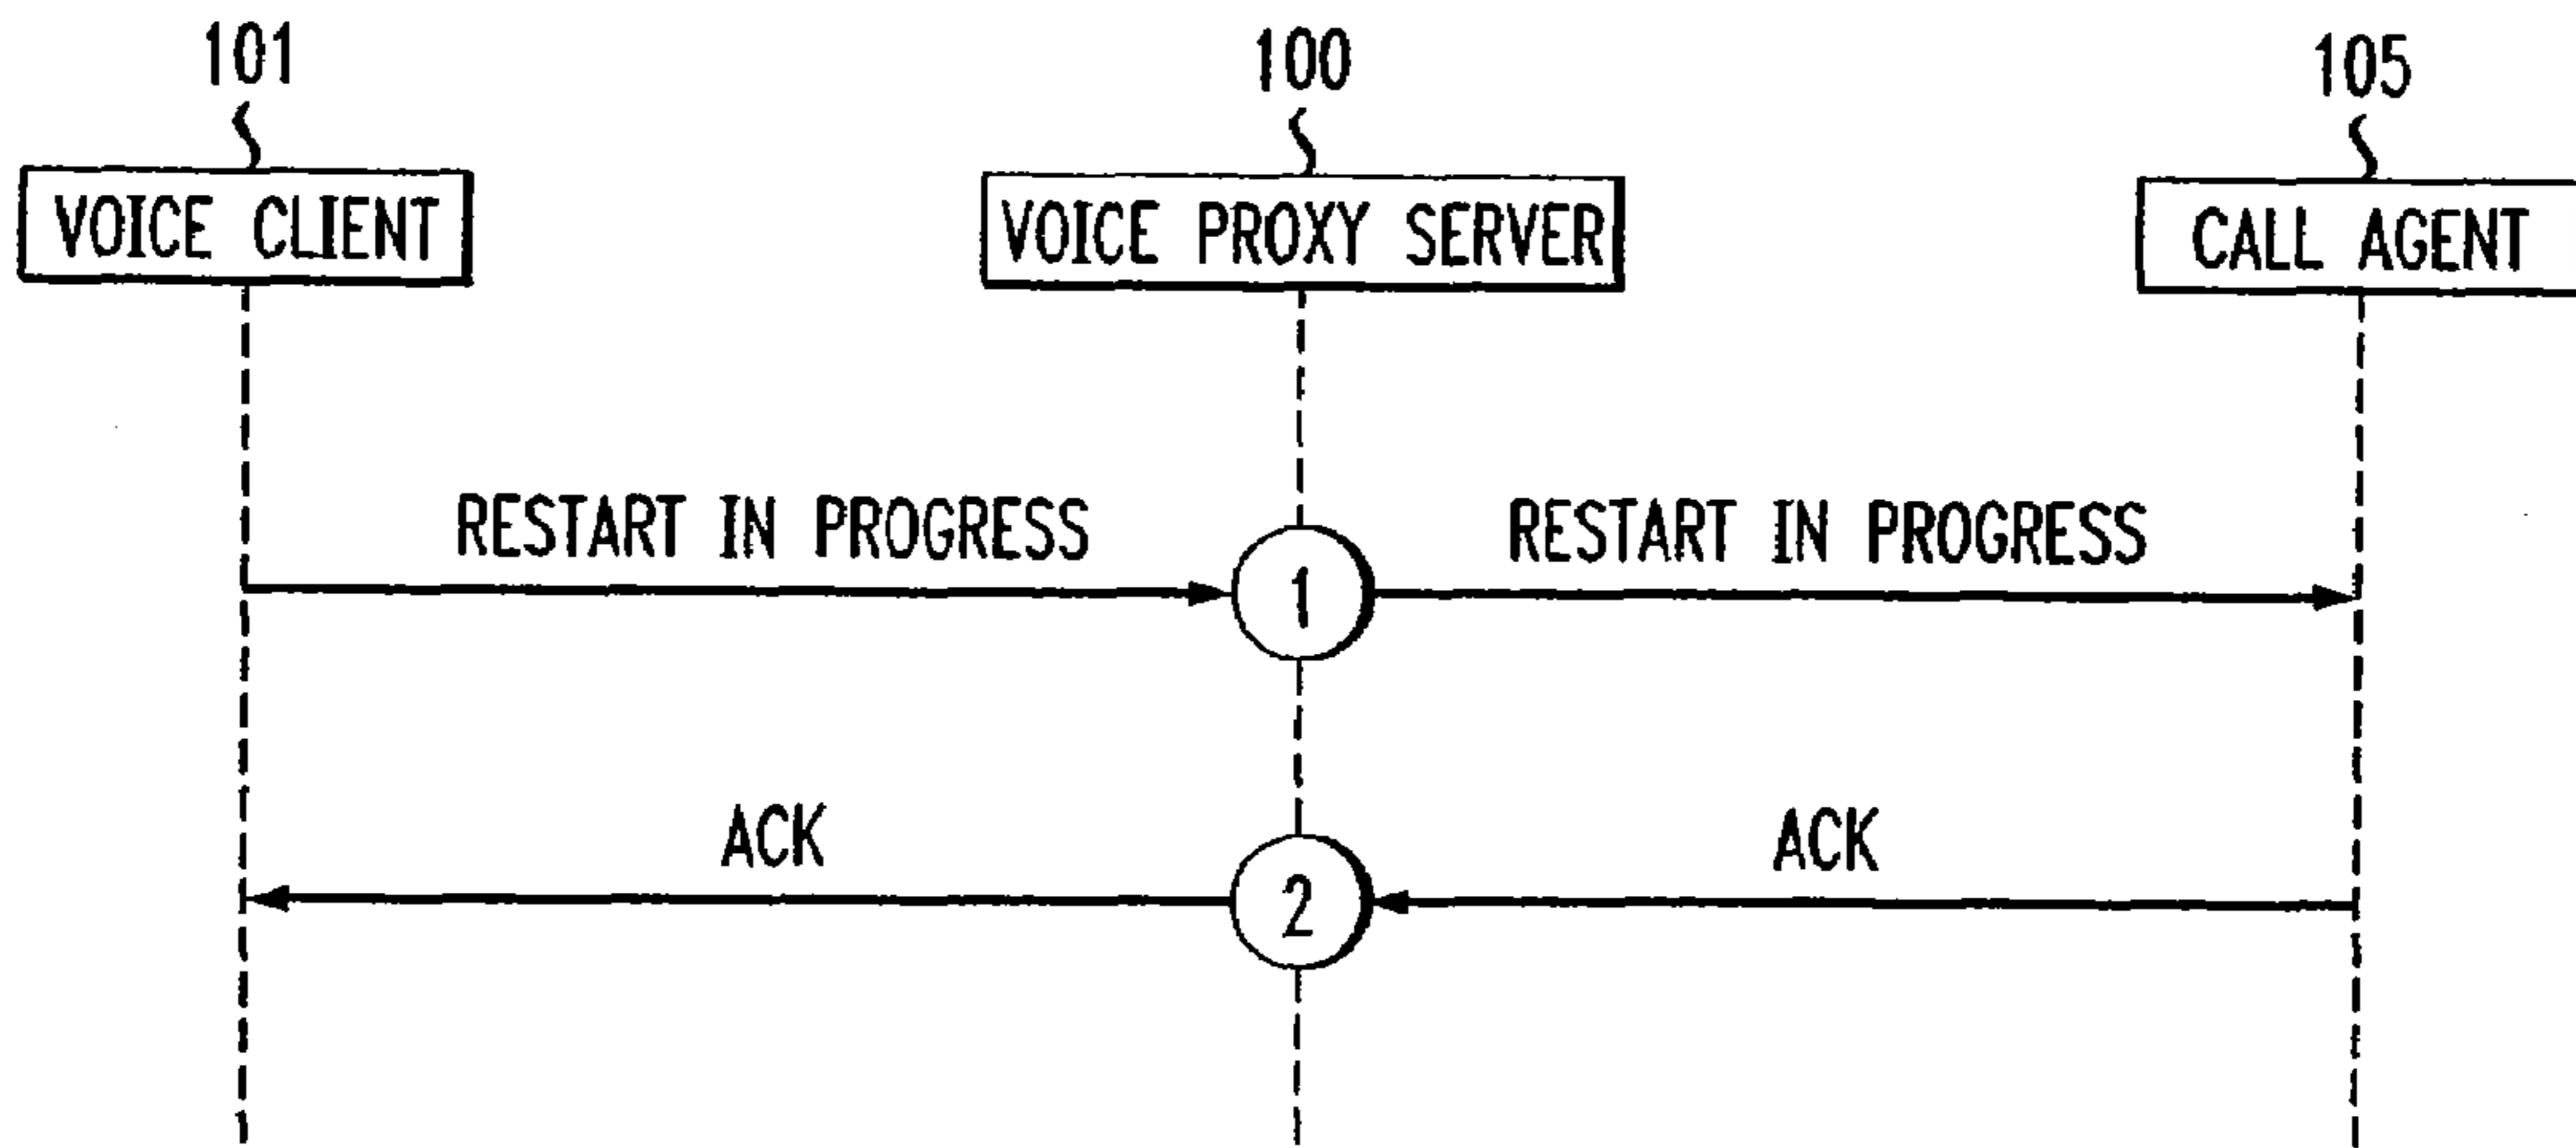 101
100
105
VOICE CLIENT
VOICE PROXY SERVER
CALL AGENT
RESTART IN PROGRESS
RESTART IN PROGRESS
1
ACK
ACK
2